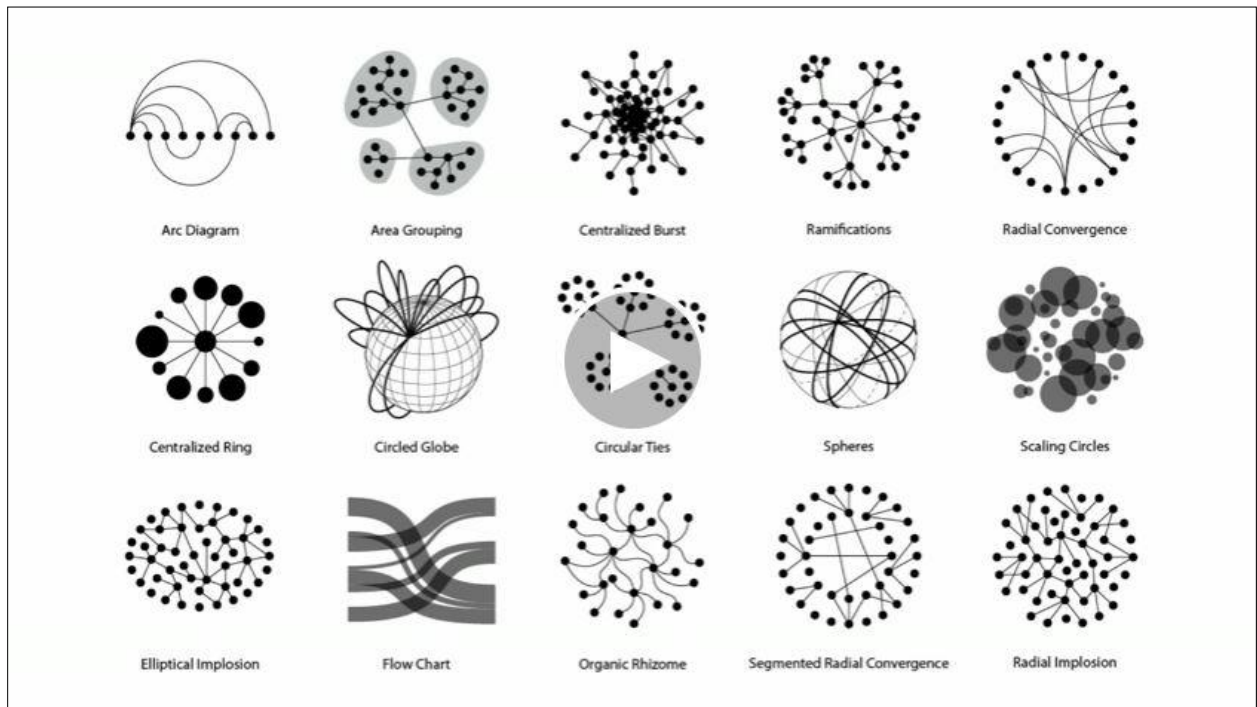 Arc Diagram
Area Grouping
Centralized Burst
Ramifications
Radial Convergence
Centralized Ring
Circled Globe
Circular Ties
Spheres
Scaling Circles
Elliptical Implosion
Flow Chart
Organic Rhizome
Segmented Radial Convergence
Radial Implosion